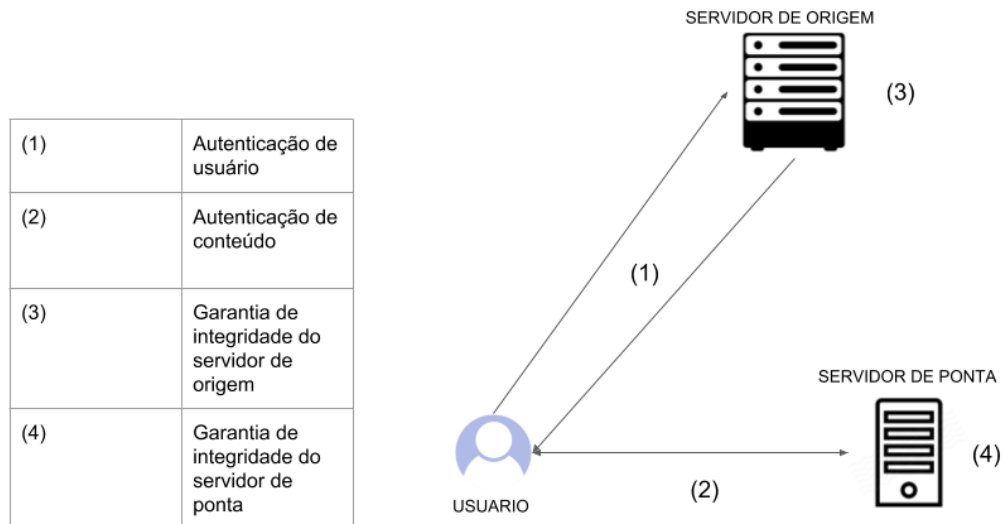 (1)
Autenticação de
usuário
(2)
Autenticação de
conteúdo
(3)
Garantia de
integridade do
servidor de
origem
(4)
Garantia de
integridade do
servidor de
ponta
SERVIDOR DE ORIGEM
(3)
(1)
SERVIDOR DE PONTA
(4)
(2)
USUARIO